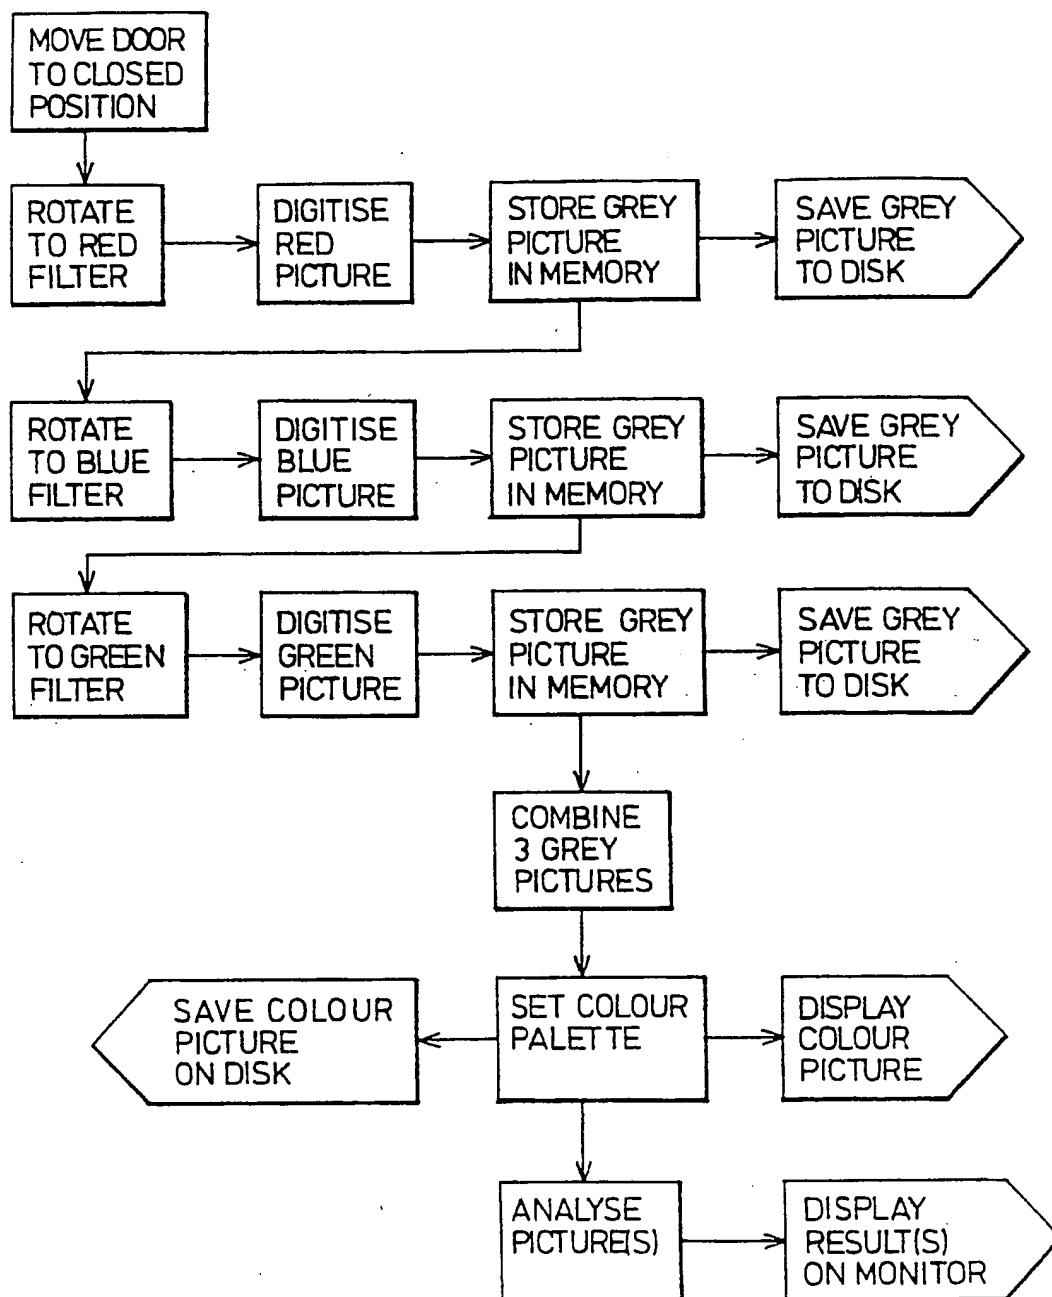 MOVE DOOR
TO CLOSED
POSITION
ROTATE
TO RED
FILTER
DIGITISE
RED
PICTURE
STORE GREY
PICTURE
IN MEMORY
SAVE GREY
PICTURE
TO DISK
ROTATE
TO BLUE
FILTER
DIGITISE
BLUE
PICTURE
STORE GREY
PICTURE
IN MEMORY
SAVE GREY
PICTURE
TO DISK
ROTATE
TO GREEN
FILTER
DIGITISE
GREEN
PICTURE
STORE GREY
PICTURE
IN MEMORY
SAVE GREY
PICTURE
TO DISK
COMBINE
3 GREY
PICTURES
SAVE COLOUR
PICTURE
ON DISK
SET COLOUR
PALETTE
DISPLAY
COLOUR
PICTURE
ANALYSE
PICTURE(S)
DISPLAY
RESULT(S)
ON MONITOR